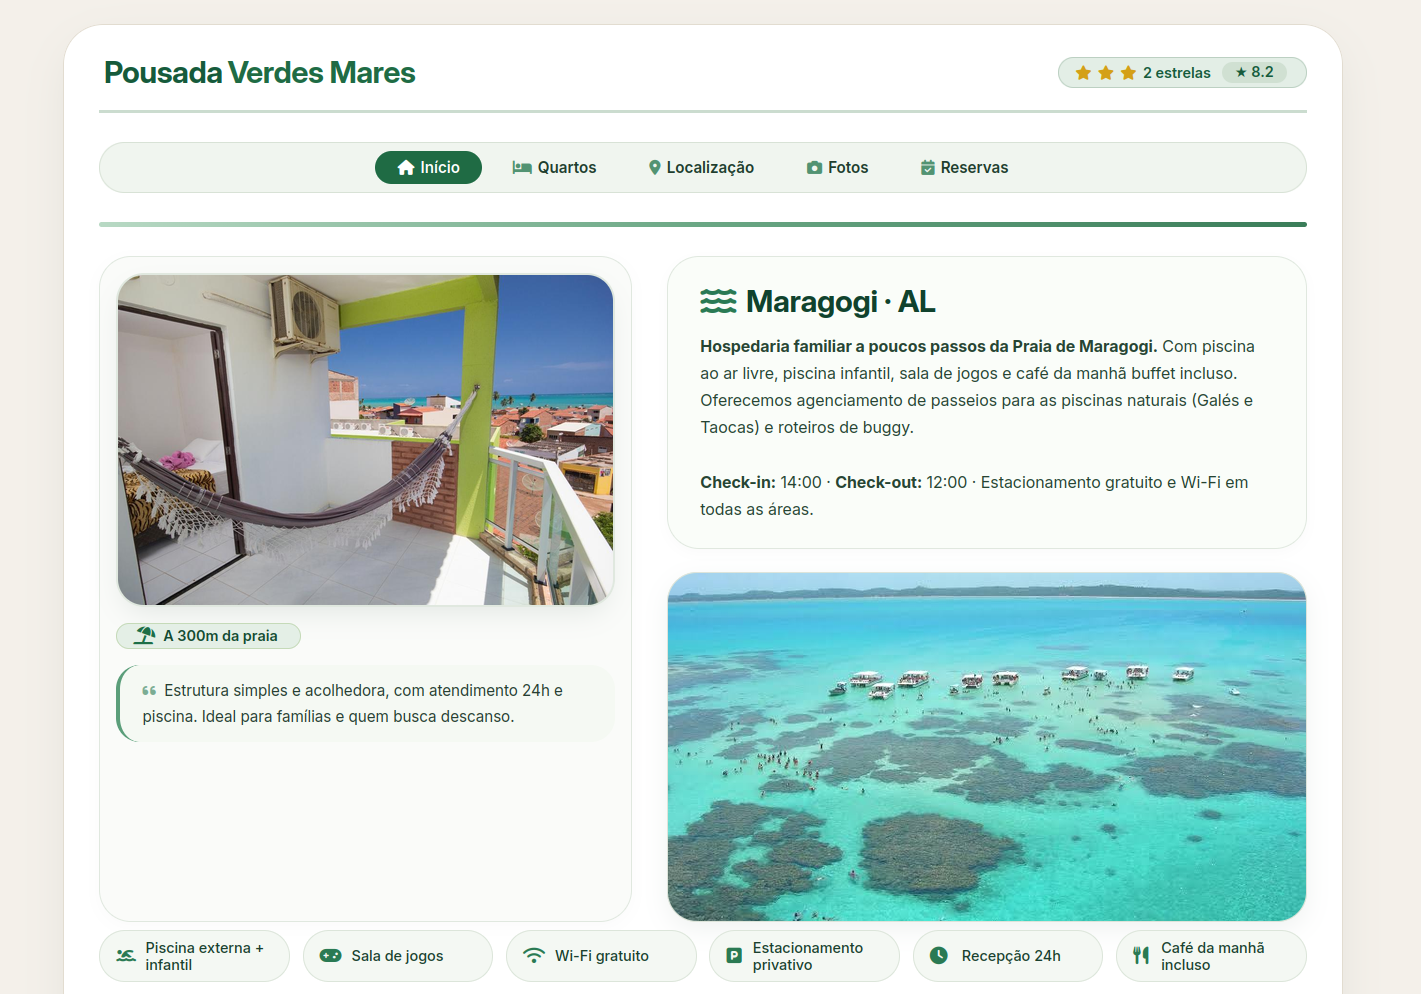 Pousada Verdes Mares
2 estrelas ★ 8.2
Início Quartos Localização Fotos Reservas
A 300m da praia
Estrutura simples e acolhedora, com atendimento 24h e
piscina. Ideal para famílias e quem busca descanso.
Maragogi · AL
Hospedaria familiar a poucos passos da Praia de Maragogi. Com piscina
ao ar livre, piscina infantil, sala de jogos e café da manhã buffet incluso.
Oferecemos agenciamento de passeios para as piscinas naturais (Galés e
Taocas) e roteiros de buggy.
Check-in: 14:00 · Check-out: 12:00 · Estacionamento gratuito e Wi-Fi em
todas as áreas.
Piscina externa +
infantil
Sala de jogos
Wi-Fi gratuito
Estacionamento
privativo
Recepção 24h
Café da manhã
incluso